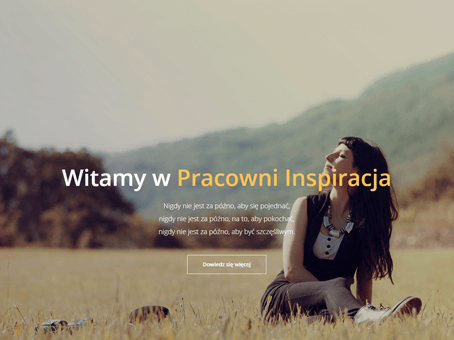 Witamy w Pracowni Inspiracja
Nigdy nie jest za późno, aby się pojednać,
nigdy nie jest za późno, na to, aby pokochać,
nigdy nie jest za późno, aby być szczęśliwym.
Dowiedz się więcej